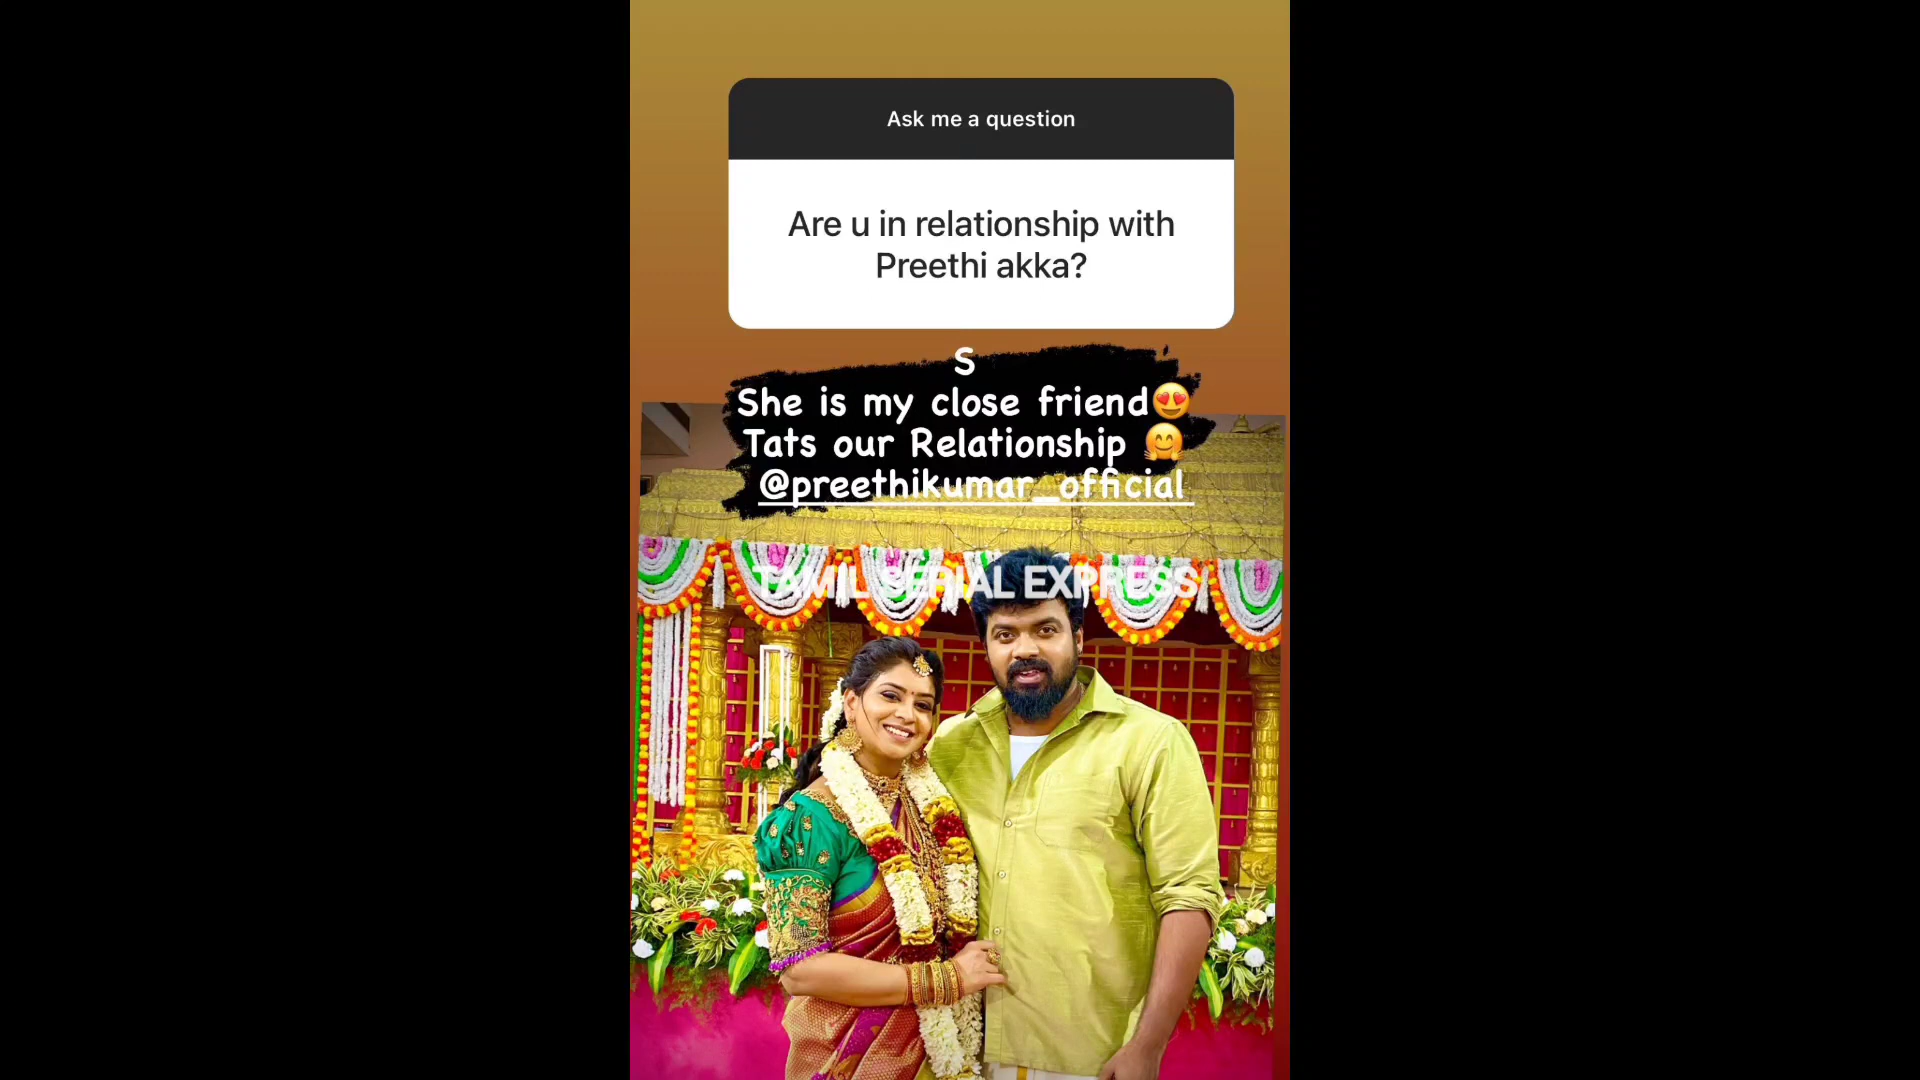 Ask me a question
Are u in relationship with
Preethi akka?
S
She is my close friend😍
Tats our Relationship 🤗
@preethikumar_official
TAMIL SERIAL EXPRESS